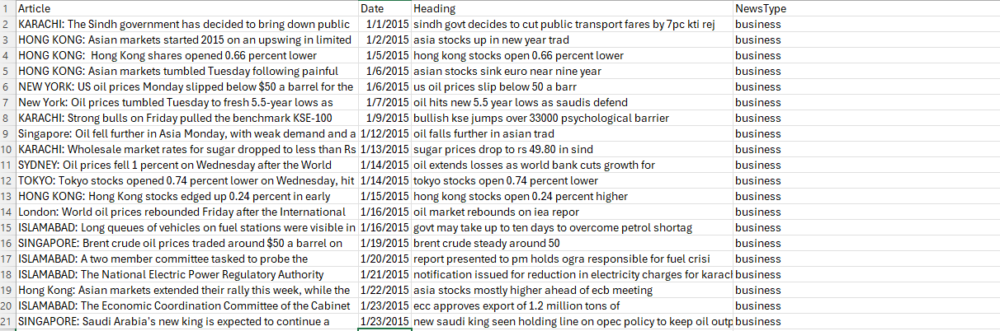 1 Article Date Heading NewsType
2 KARACHI: The Sindh government has decided to bring down public 1/1/2015 sindh govt decides to cut public transport fares by 7pc kti rej business
3 HONG KONG: Asian markets started 2015 on an upswing in limited 1/2/2015 asia stocks up in new year trad business
4 HONG KONG:  Hong Kong shares opened 0.66 percent lower 1/5/2015 hong kong stocks open 0.66 percent lower business
5 HONG KONG: Asian markets tumbled Tuesday following painful 1/6/2015 asian stocks sink euro near nine year business
6 NEW YORK: US oil prices Monday slipped below $50 a barrel for the 1/6/2015 us oil prices slip below 50 a barr business
7 New York: Oil prices tumbled Tuesday to fresh 5.5-year lows as 1/7/2015 oil hits new 5.5 year lows as saudis defend business
8 KARACHI: Strong bulls on Friday pulled the benchmark KSE-100 1/9/2015 bullish kse jumps over 33000 psychological barrier business
9 Singapore: Oil fell further in Asia Monday, with weak demand and a 1/12/2015 oil falls further in asian trad business
10 KARACHI: Wholesale market rates for sugar dropped to less than Rs 1/13/2015 sugar prices drop to rs 49.80 in sind business
11 SYDNEY: Oil prices fell 1 percent on Wednesday after the World 1/14/2015 oil extends losses as world bank cuts growth for business
12 TOKYO: Tokyo stocks opened 0.74 percent lower on Wednesday, hit 1/14/2015 tokyo stocks open 0.74 percent lower business
13 HONG KONG: Hong Kong stocks edged up 0.24 percent in early 1/15/2015 hong kong stocks open 0.24 percent higher business
14 London: World oil prices rebounded Friday after the International 1/16/2015 oil market rebounds on iea repor business
15 ISLAMABAD: Long queues of vehicles on fuel stations were visible in 1/16/2015 govt may take up to ten days to overcome petrol shortag business
16 SINGAPORE: Brent crude oil prices traded around $50 a barrel on 1/19/2015 brent crude steady around 50 business
17 ISLAMABAD: A two member committee tasked to probe the 1/20/2015 report presented to pm holds ogra responsible for fuel crisi business
18 ISLAMABAD: The National Electric Power Regulatory Authority 1/21/2015 notification issued for reduction in electricity charges for karach business
19 Hong Kong: Asian markets extended their rally this week, while the 1/22/2015 asia stocks mostly higher ahead of ecb meeting business
20 ISLAMABAD: The Economic Coordination Committee of the Cabinet 1/23/2015 ecc approves export of 1.2 million tons of business
21 SINGAPORE: Saudi Arabia's new king is expected to continue a 1/23/2015 new saudi king seen holding line on opec policy to keep oil outp business